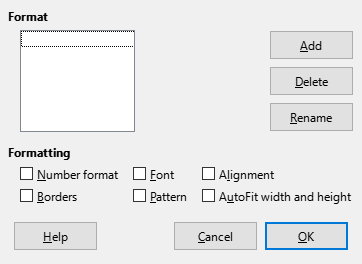 Format
Add
Delete
Rename
Formatting
Number format Font Alignment
Borders Pattern AutoFit width and height
Help Cancel OK